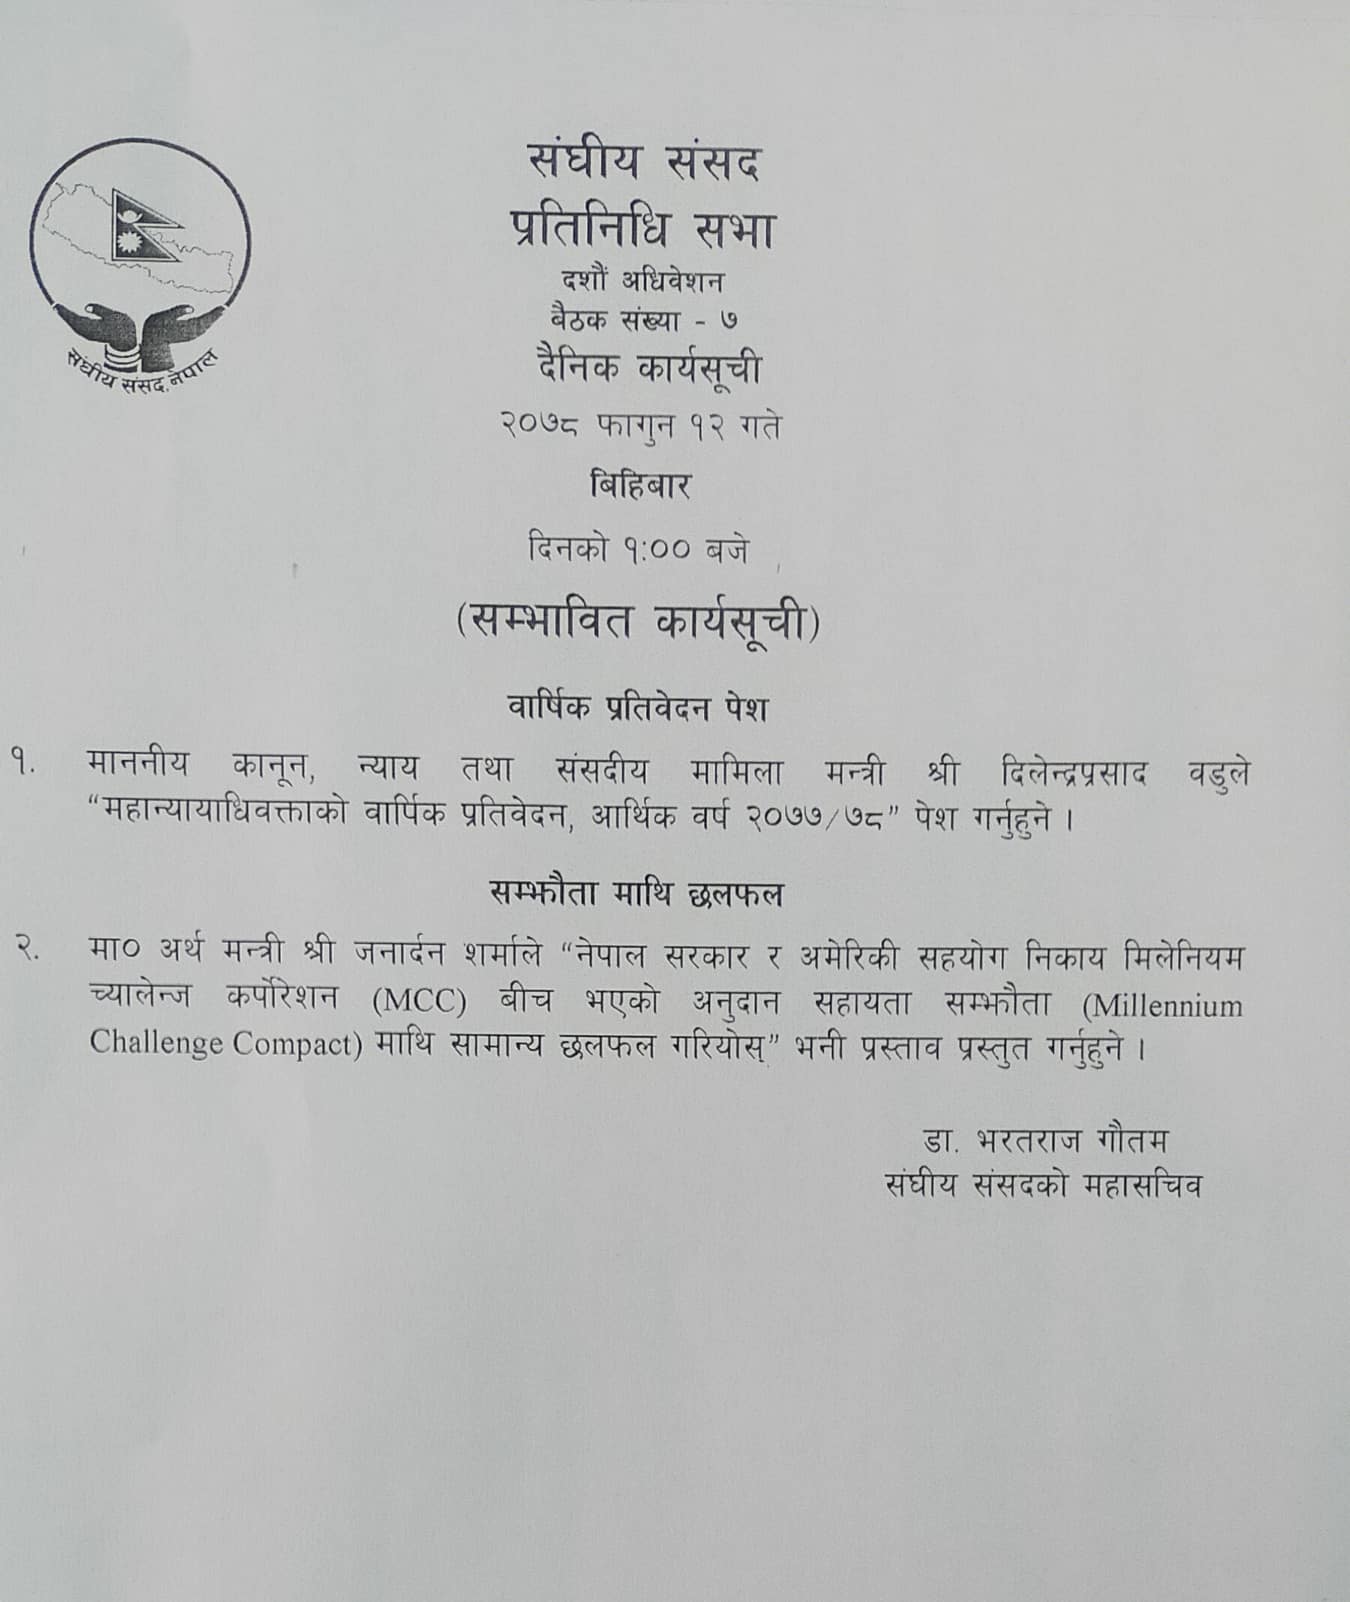 संघीय संसद
प्रतिनिधि सभा
दशौं अधिवेशन
बैठक संख्या - ७
दैनिक कार्यसूची
संघीय संसद, नेपाल
२०७८ फागुन १२ गते
बिहिबार
दिनको १:०० बजे
(सम्भावित कार्यसूची)
वार्षिक प्रतिवेदन पेश
१. माननीय कानून, न्याय तथा संसदीय मामिला मन्त्री श्री दिलेन्द्रप्रसाद वडुले
“महान्यायाधिवक्ताको वार्षिक प्रतिवेदन, आर्थिक वर्ष २०७७/७८” पेश गर्नुहुने ।
सम्झौता माथि छलफल
२. मा० अर्थ मन्त्री श्री जनार्दन शर्माले “नेपाल सरकार र अमेरिकी सहयोग निकाय मिलेनियम
च्यालेन्ज कर्पोरेशन (MCC) बीच भएको अनुदान सहायता सम्झौता (Millennium
Challenge Compact) माथि सामान्य छलफल गरियोस्” भनी प्रस्ताव प्रस्तुत गर्नुहुने ।
डा. भरतराज गौतम
संघीय संसदको महासचिव